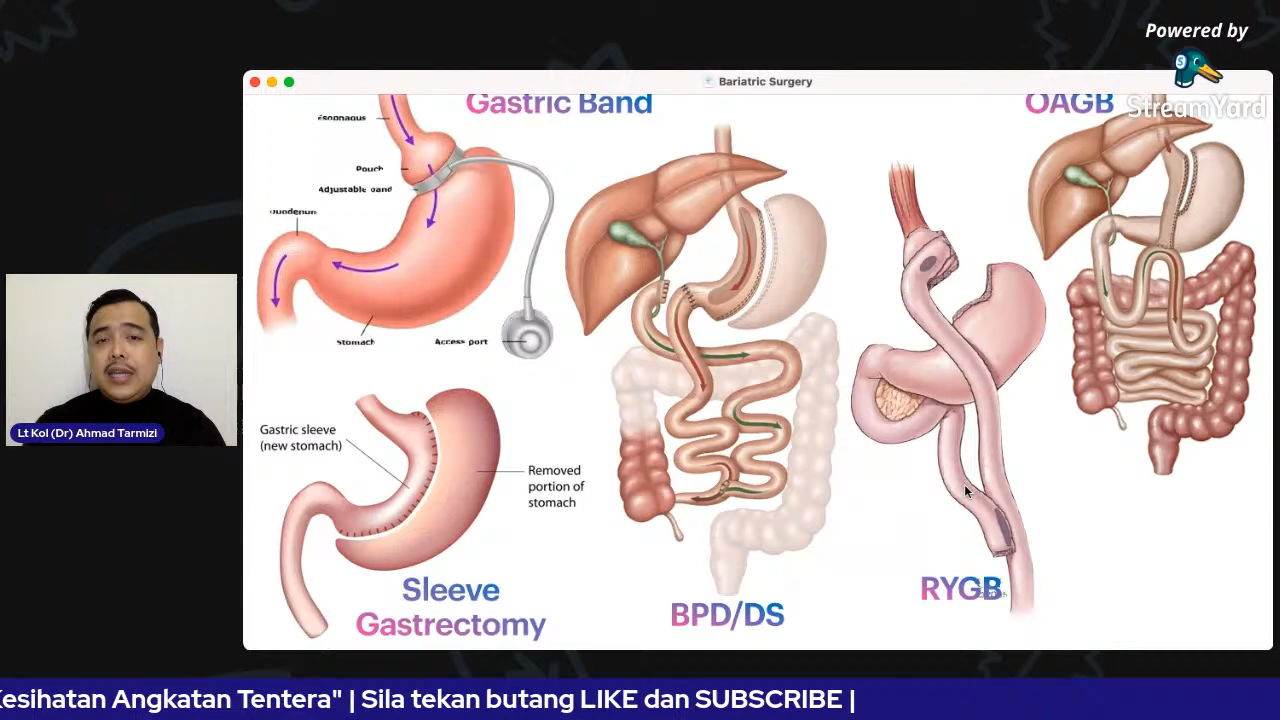 Powered by
StreamYard
Bariatric Surgery
Gastric Band
OAGB
Pouch
Adjustable band
Stomach
Access port
Gastric sleeve
(new stomach)
Removed
portion of
stomach
Sleeve
Gastrectomy
BPD/DS
RYGB
Lt Kol (Dr) Ahmad Tarmizi
Kesihatan Angkatan Tentera" | Sila tekan butang LIKE dan SUBSCRIBE |